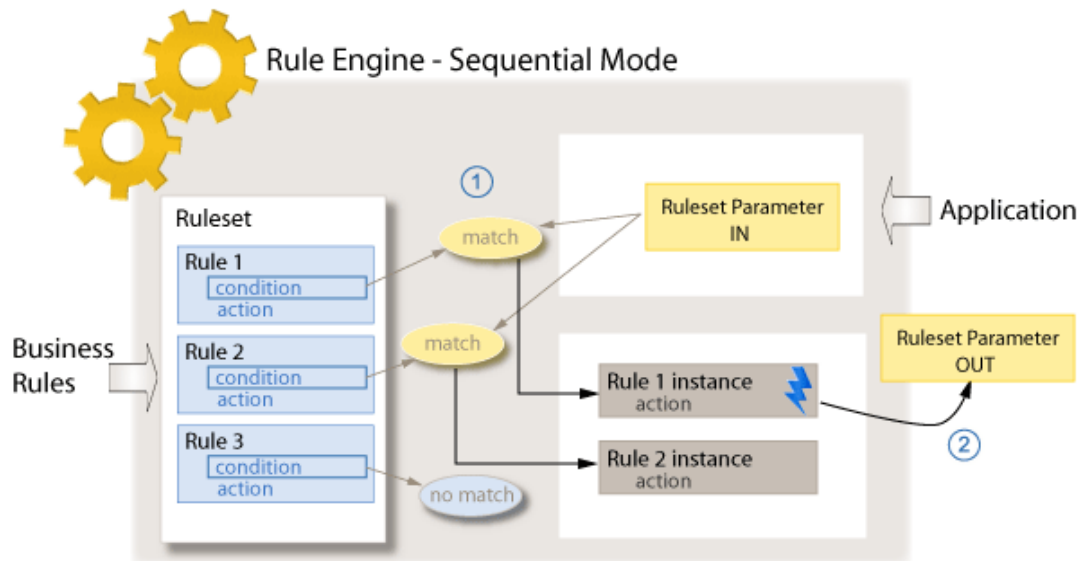 Rule Engine - Sequential Mode
1
Ruleset
Rule 1
condition
action
Rule 2
condition
action
Rule 3
condition
action
Business
Rules
match
match
no match
Ruleset Parameter
IN
Application
Rule 1 instance
action
Rule 2 instance
action
Ruleset Parameter
OUT
2